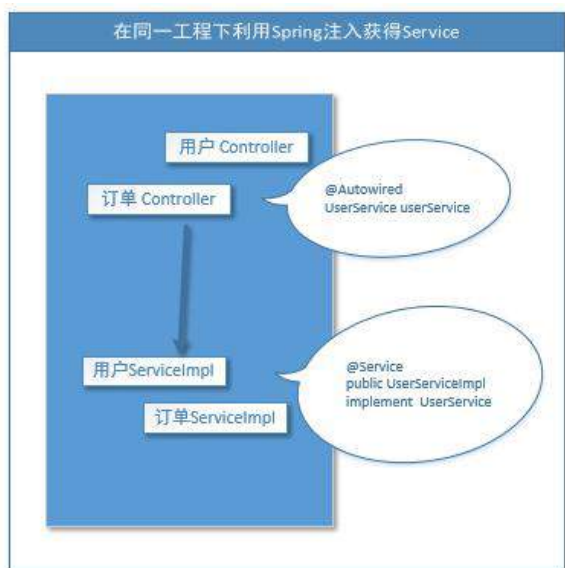 在同一工程下利用Spring注入获得Service
用户 Controller
订单 Controller
@Autowired
UserService userService
用户ServiceImpl
@Service
public UserServiceImpl
implement UserService
订单ServiceImpl